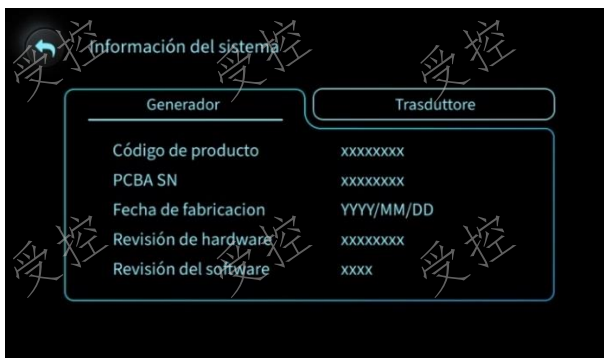 Información del sistema
Generador
Trasduttore
Código de producto xxxxxxxx
PCBA SN xxxxxxxx
Fecha de fabricacion YYYY/MM/DD
Revisión de hardware xxxxxxxx
Revisión del software xxxx
受控
受控
受控
受控
受控
受控